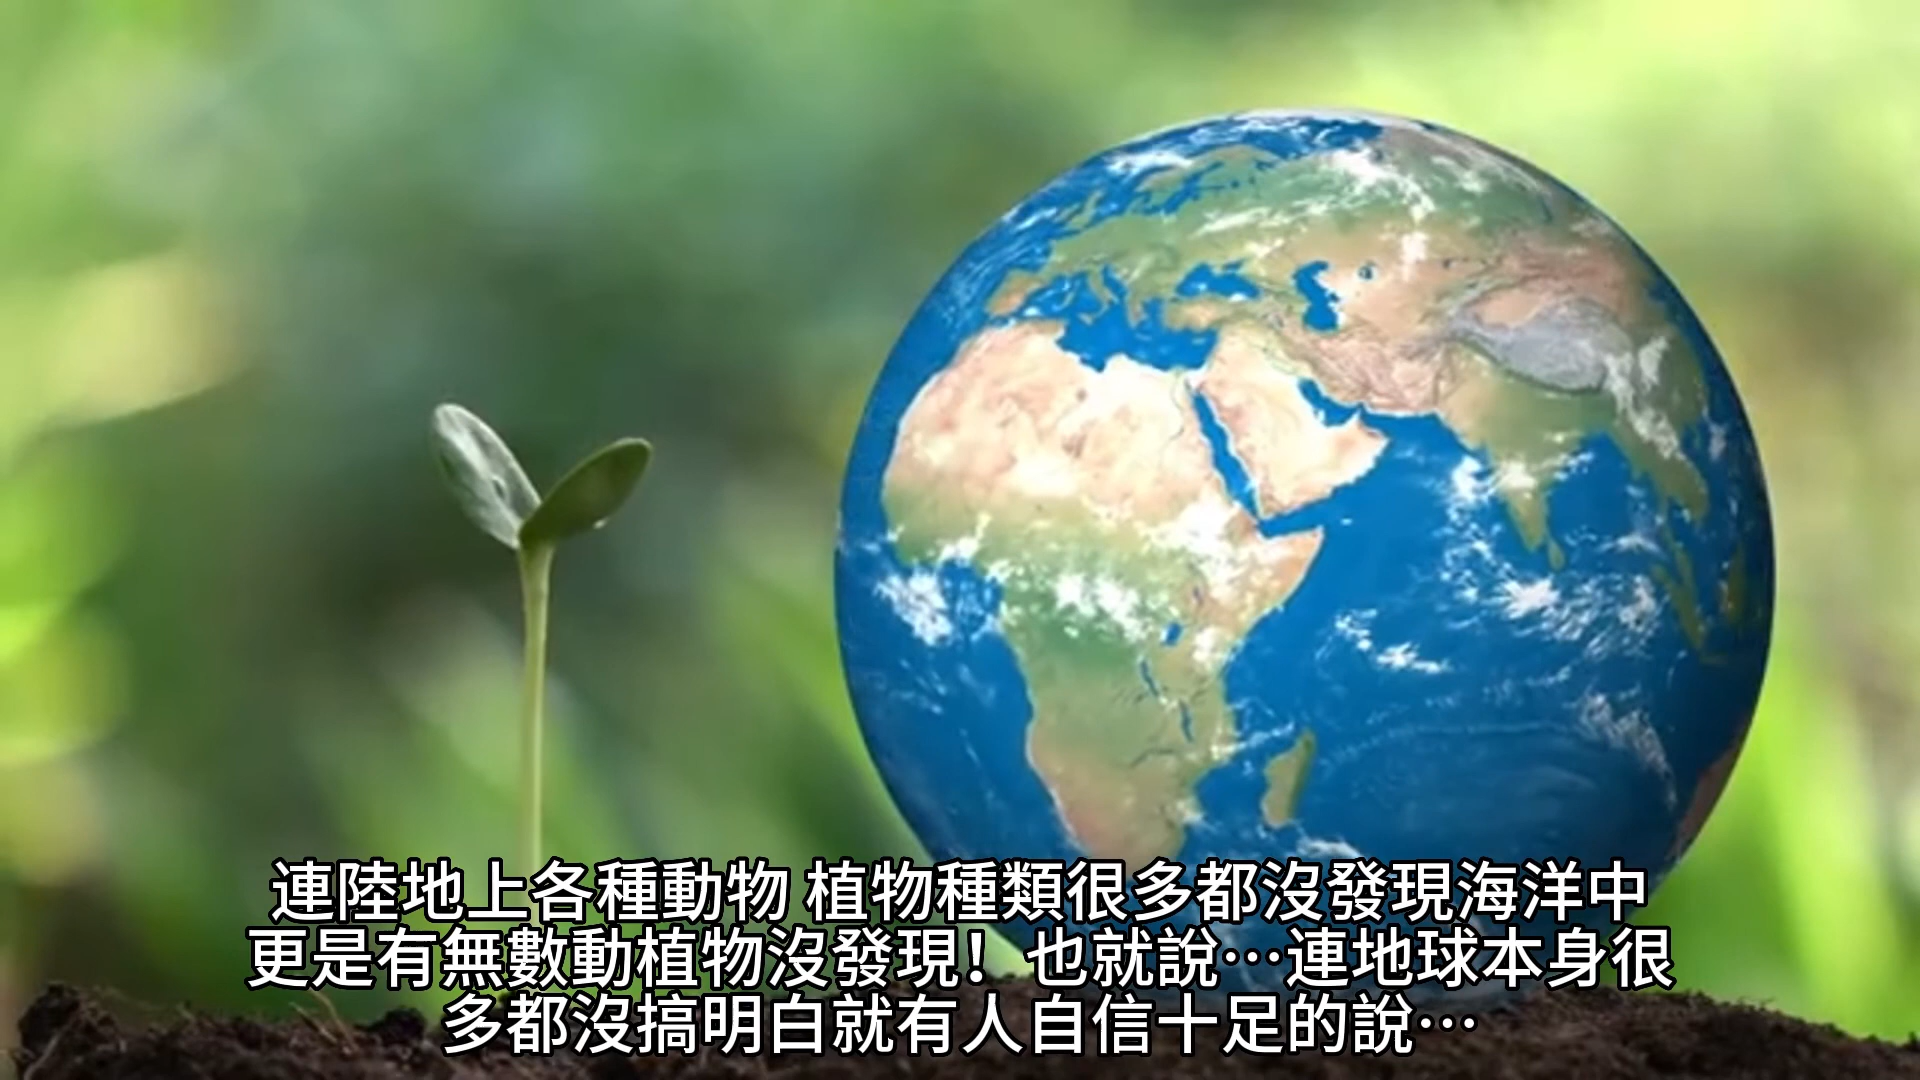 連陸地上各種動物 植物種類很多都沒發現海洋中
更是有無數動植物沒發現！也就說…連地球本身很
多都沒搞明白就有人自信十足的說…